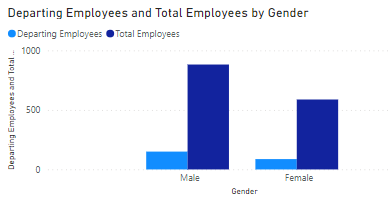 Departing Employees and Total Employees by Gender
Departing Employees Total Employees
Departing Employees and Total ...
1000
500
0
Male Female
Gender